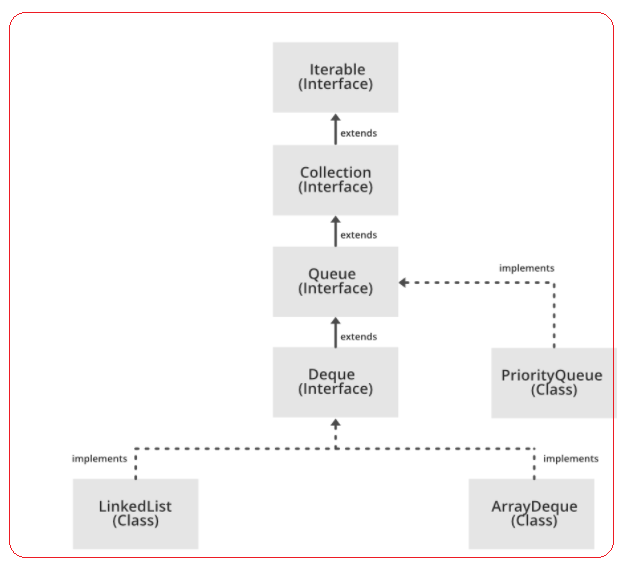 Iterable
(Interface)
extends
Collection
(Interface)
extends
Queue
(Interface)
implements
extends
Deque
(Interface)
PriorityQueue
(Class)
implements
implements
LinkedList
(Class)
ArrayDeque
(Class)